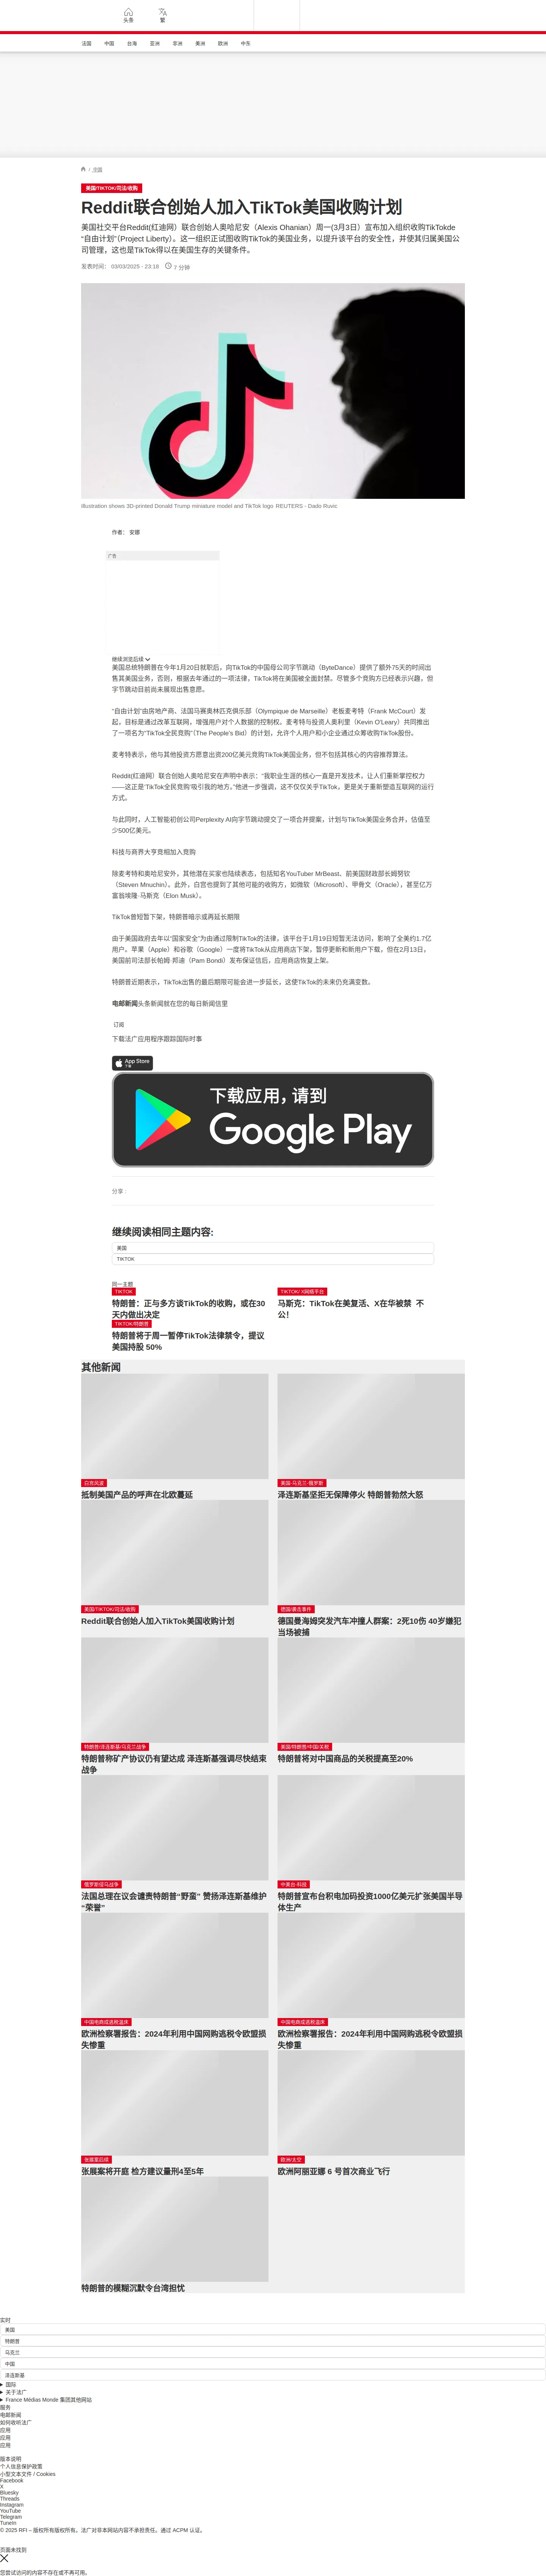 头条
繁
法国
中国
台海
亚洲
非洲
美洲
欧洲
中东
/ 中国
美国/TIKTOK/司法/收购
Reddit联合创始人加入TikTok美国收购计划
美国社交平台Reddit(红迪网）联合创始人奥哈尼安（Alexis Ohanian）周一(3月3日）宣布加入组织收购TikTokde
“自由计划”(Project Liberty）。这一组织正试图收购TikTok的美国业务，以提升该平台的安全性，并使其归属美国公
司管理，这也是TikTok得以在美国生存的关键条件。
发表时间： 03/03/2025 - 23:18
7 分钟
Illustration shows 3D-printed Donald Trump miniature model and TikTok logo REUTERS - Dado Ruvic
作者： 安娜
广告
继续浏览后续
美国总统特朗普在今年1月20日就职后，向TikTok的中国母公司字节跳动（ByteDance）提供了额外75天的时间出
售其美国业务，否则，根据去年通过的一项法律，TikTok将在美国被全面封禁。尽管多个竞购方已经表示兴趣，但
字节跳动目前尚未展现出售意愿。
“自由计划”由房地产商、法国马赛奥林匹克俱乐部（Olympique de Marseille）老板麦考特（Frank McCourt）发
起，目标是通过改革互联网，增强用户对个人数据的控制权。麦考特与投资人奥利里（Kevin O'Leary）共同推出
了一项名为“TikTok全民竞购”（The People's Bid）的计划，允许个人用户和小企业通过众筹收购TikTok股份。
麦考特表示，他与其他投资方愿意出资200亿美元竞购TikTok美国业务，但不包括其核心的内容推荐算法。
Reddit(红迪网）联合创始人奥哈尼安在声明中表示：“我职业生涯的核心一直是开发技术，让人们重新掌控权力
——这正是‘TikTok全民竞购’吸引我的地方。”他进一步强调，这不仅仅关乎TikTok，更是关于重新塑造互联网的运行
方式。
与此同时，人工智能初创公司Perplexity AI向字节跳动提交了一项合并提案，计划与TikTok美国业务合并，估值至
少500亿美元。
科技与商界大亨竞相加入竞购
除麦考特和奥哈尼安外，其他潜在买家也陆续表态，包括知名YouTuber MrBeast、前美国财政部长姆努钦
（Steven Mnuchin）。此外，白宫也提到了其他可能的收购方，如微软（Microsoft）、甲骨文（Oracle），甚至亿万
富翁埃隆·马斯克（Elon Musk）。
TikTok曾短暂下架，特朗普暗示或再延长期限
由于美国政府去年以“国家安全”为由通过限制TikTok的法律，该平台于1月19日短暂无法访问，影响了全美约1.7亿
用户。苹果（Apple）和谷歌（Google）一度将TikTok从应用商店下架，暂停更新和新用户下载，但在2月13日，
美国前司法部长帕姆·邦迪（Pam Bondi）发布保证信后，应用商店恢复上架。
特朗普近期表示，TikTok出售的最后期限可能会进一步延长，这使TikTok的未来仍充满变数。
电邮新闻头条新闻就在您的每日新闻信里
订阅
下载法广应用程序跟踪国际时事
App Store
下载
下载应用，请到
Google Play
分享 :
继续阅读相同主题内容:
美国
TIKTOK
同一主题
TIKTOK
特朗普：正与多方谈TikTok的收购，或在30
天内做出决定
TIKTOK/ X网络平台
马斯克：TikTok在美复活、X在华被禁 不
公！
TIKTOK/特朗普
特朗普将于周一暂停TikTok法律禁令，提议
美国持股 50%
其他新闻
白宫风波
抵制美国产品的呼声在北欧蔓延
美国-乌克兰-俄罗斯
泽连斯基坚拒无保障停火 特朗普勃然大怒
美国/TIKTOK/司法/收购
Reddit联合创始人加入TikTok美国收购计划
德国/袭击事件
德国曼海姆突发汽车冲撞人群案：2死10伤 40岁嫌犯
当场被捕
特朗普/泽连斯基/乌克兰战争
特朗普称矿产协议仍有望达成 泽连斯基强调尽快结束
战争
美国/特朗普/中国/关税
特朗普将对中国商品的关税提高至20%
俄罗斯侵乌战争
法国总理在议会谴责特朗普“野蛮” 赞扬泽连斯基维护
“荣誉”
中美台·科技
特朗普宣布台积电加码投资1000亿美元扩张美国半导
体生产
中国电商成逃税温床
欧洲检察署报告：2024年利用中国网购逃税令欧盟损
失惨重
中国电商成逃税温床
欧洲检察署报告：2024年利用中国网购逃税令欧盟损
失惨重
张展案后续
张展案将开庭 检方建议量刑4至5年
欧洲/太空
欧洲阿丽亚娜 6 号首次商业飞行
特朗普的模糊沉默令台湾担忧
实时
美国
特朗普
乌克兰
中国
泽连斯基
国际
关于法广
France Médias Monde 集团其他网站
服务
电邮新闻
如何收听法广
应用
应用
应用
版本说明
个人信息保护政策
小型文本文件 / Cookies
Facebook
X
Bluesky
Threads
Instagram
YouTube
Telegram
TuneIn
© 2025 RFI – 版权所有版权所有。法广对非本网站内容不承担责任。通过 ACPM 认证。
页面未找到
您尝试访问的内容不存在或不再可用。